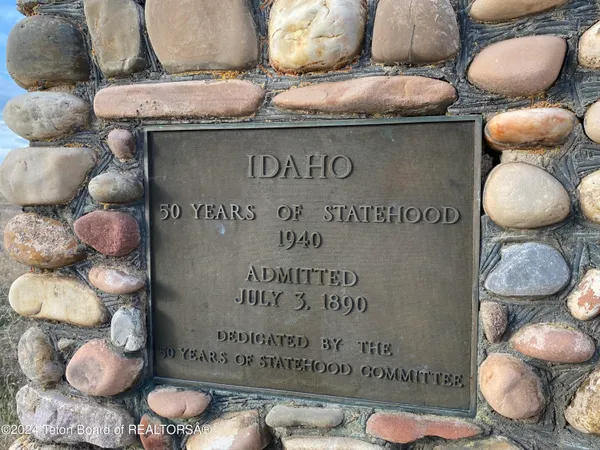 IDAHO
50 YEARS OF STATEHOOD
1940
ADMITTED
JULY 3, 1890
DEDICATED BY THE
50 YEARS OF STATEHOOD COMMITTEE
©2024 Teton Board of REALTORSÂ®